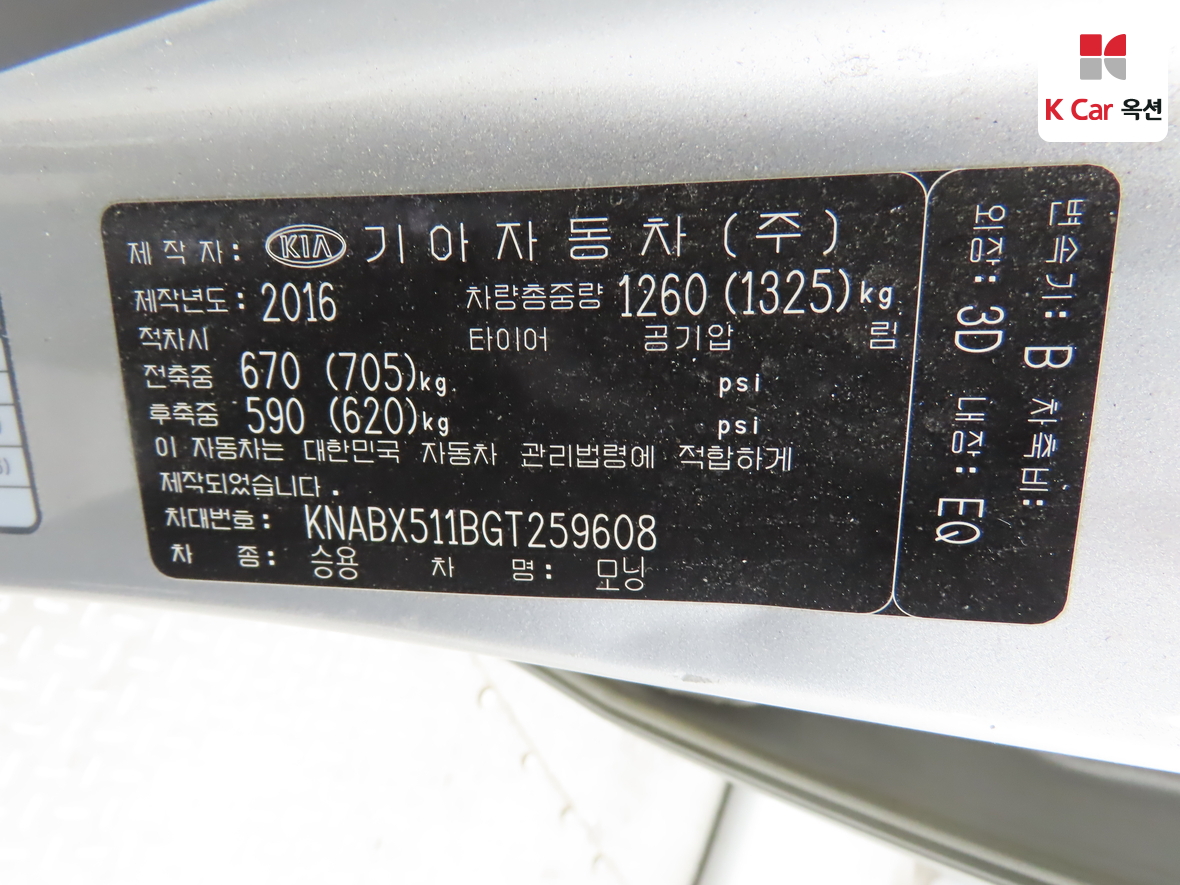 K Car 옥션
제 작 자 : KIA 기 아 자 동 차 ( 주 )
제작년도 : 2016 차량총중량 1260 (1325) kg
적차시 타이어 공기압 림
전축중 670 (705)kg. psi
후축중 590 (620)kg psi
이 자동차는 대한민국 자동차 관리법령에 적합하게
제작되었습니다.
차대번호 : KNABX511BGT259608
차 종 : 승용 차 명 : 모닝
변속기: B 차축비:
외장: 3D 내장: EQ